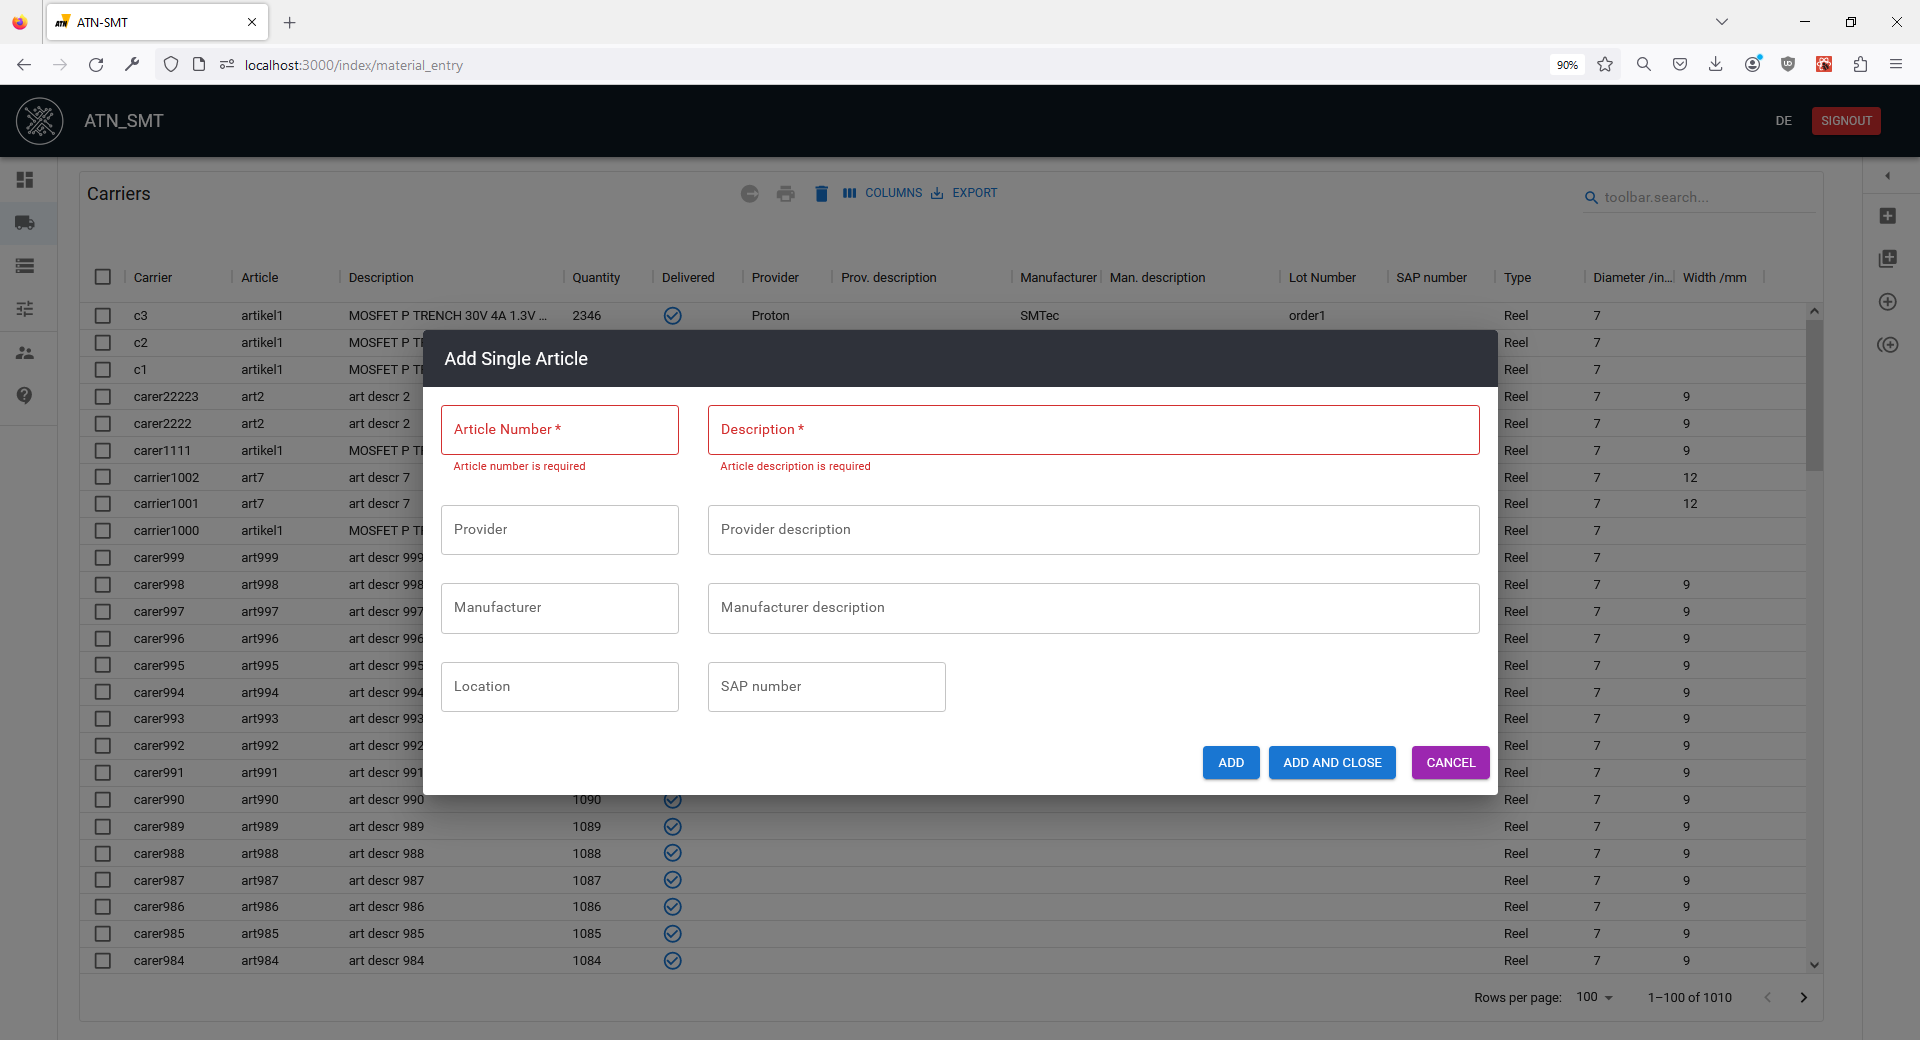 ATN-SMT
localhost:3000/index/material_entry 90%
ATN_SMT DE SIGNOUT
Carriers COLUMNS EXPORT toolbar.search...
Carrier Article Description Quantity Delivered Provider Prov. description Manufacturer Man. description Lot Number SAP number Type Diameter /in... Width /mm
c3 artikel1 MOSFET P TRENCH 30V 4A 1.3V ... 2346 Proton SMTec order1 Reel 7
c2 artikel1 MOSFET P Reel 7
c1 artikel1 MOSFET P Reel 7
carer22223 art2 art descr 2 Reel 7 9
carer2222 art2 art descr 2 Reel 7 9
carer1111 artikel1 MOSFET P Reel 7 9
carrier1002 art7 art descr 7 Reel 7 12
carrier1001 art7 art descr 7 Reel 7 12
carrier1000 artikel1 MOSFET P Reel 7
carer999 art999 art descr 999 Reel 7
carer998 art998 art descr 998 Reel 7 9
carer997 art997 art descr 997 Reel 7 9
carer996 art996 art descr 996 Reel 7 9
carer995 art995 art descr 995 Reel 7 9
carer994 art994 art descr 994 Reel 7 9
carer993 art993 art descr 993 Reel 7 9
carer992 art992 art descr 992 Reel 7 9
carer991 art991 art descr 991 Reel 7 9
carer990 art990 art descr 990 1090 Reel 7 9
carer989 art989 art descr 989 1089 Reel 7 9
carer988 art988 art descr 988 1088 Reel 7 9
carer987 art987 art descr 987 1087 Reel 7 9
carer986 art986 art descr 986 1086 Reel 7 9
carer985 art985 art descr 985 1085 Reel 7 9
carer984 art984 art descr 984 1084 Reel 7 9
Rows per page: 100 1–100 of 1010
Add Single Article
Article Number * Description *
Article number is required Article description is required
Provider Provider description
Manufacturer Manufacturer description
Location SAP number
ADD ADD AND CLOSE CANCEL